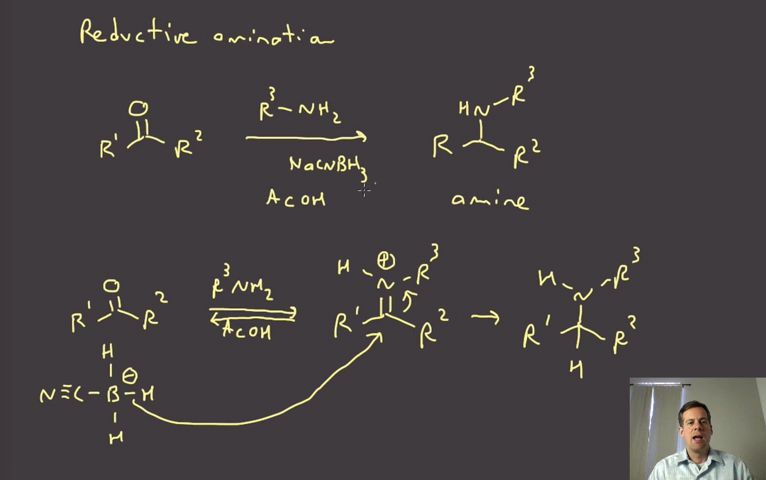 Reductive amination
O
R¹ R²
R³-NH₂
NaCNBH₃
AcOH
HN-R³
R R²
amine
O
R¹ R²
R³NH₂
AcOH
H ⊕ R³
N
R¹ R²
H R³
N
R¹ R²
H
H
⊖
N≡C-B-H
H